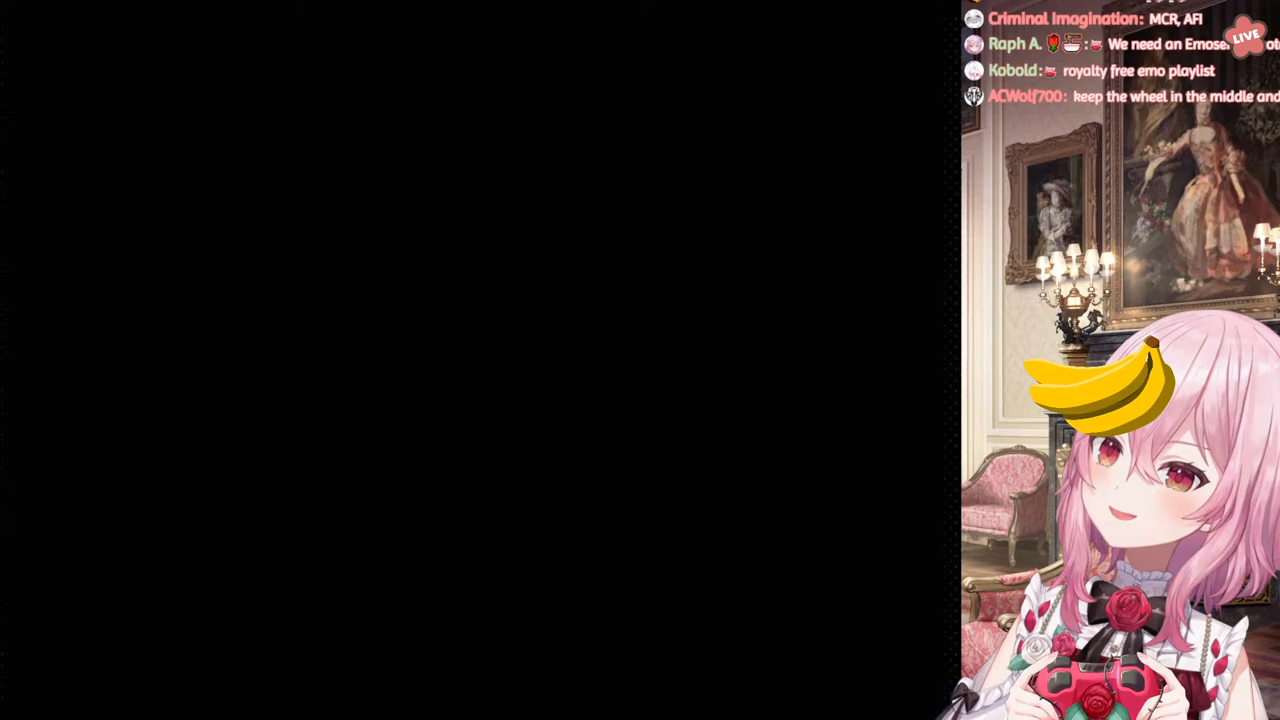 Criminal Imagination: MCR, AFI
LIVE
Raph A. : We need an Emose
Kobold: royalty free emo playlist
ACWolf700: keep the wheel in the middle and